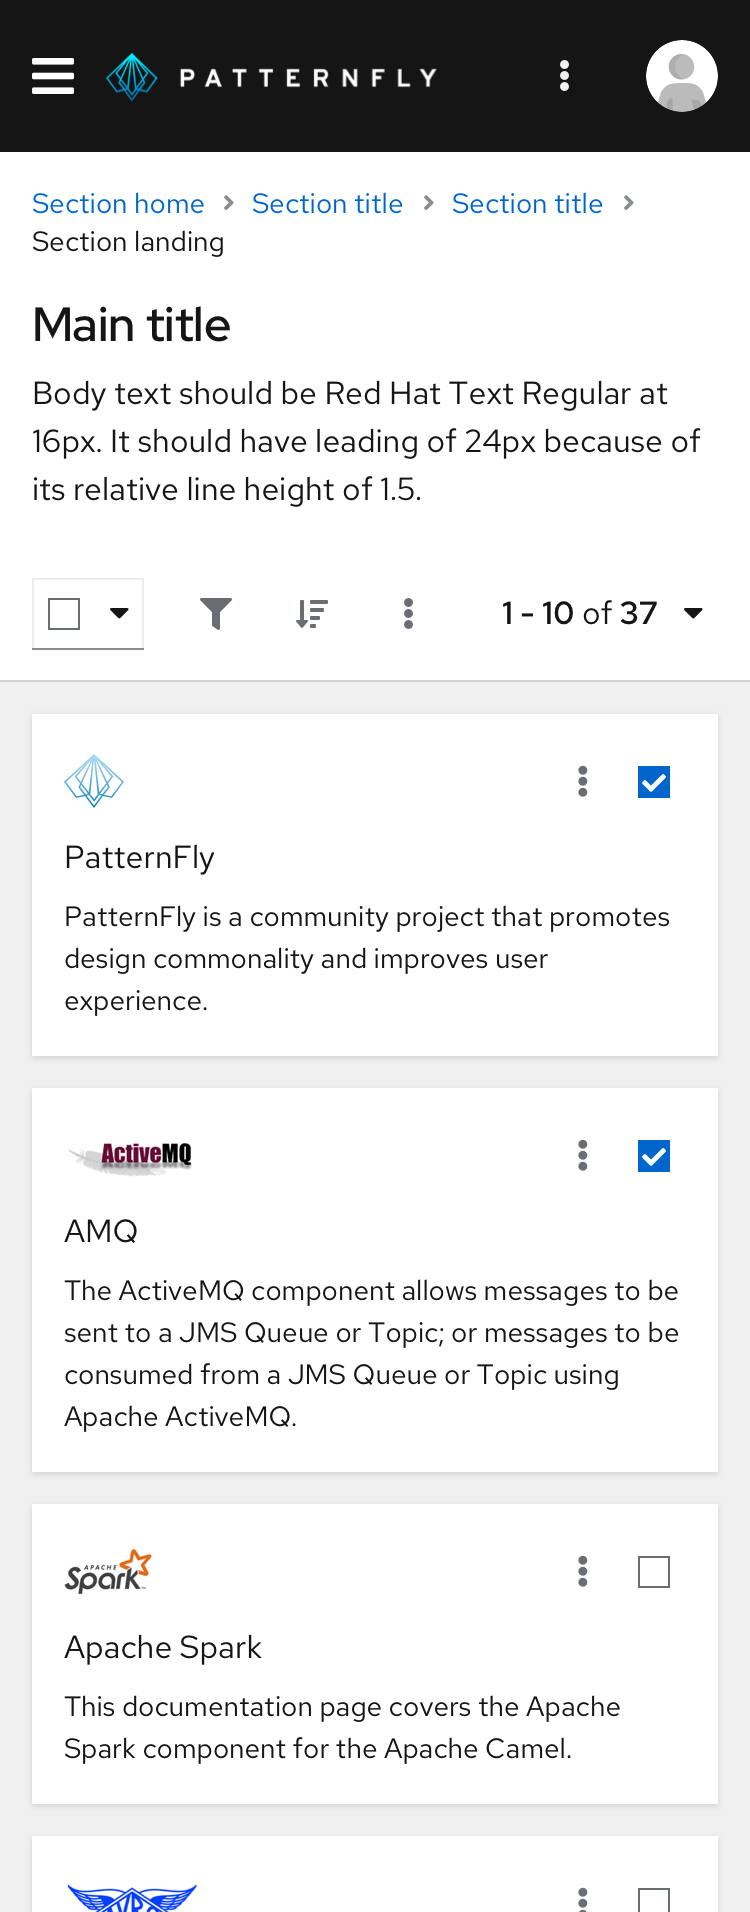 PATTERNFLY
Section home > Section title > Section title >
Section landing
Main title
Body text should be Red Hat Text Regular at
16px. It should have leading of 24px because of
its relative line height of 1.5.
1 - 10 of 37
PatternFly
PatternFly is a community project that promotes
design commonality and improves user
experience.
ActiveMQ
AMQ
The ActiveMQ component allows messages to be
sent to a JMS Queue or Topic; or messages to be
consumed from a JMS Queue or Topic using
Apache ActiveMQ.
APACHE
Spark
Apache Spark
This documentation page covers the Apache
Spark component for the Apache Camel.